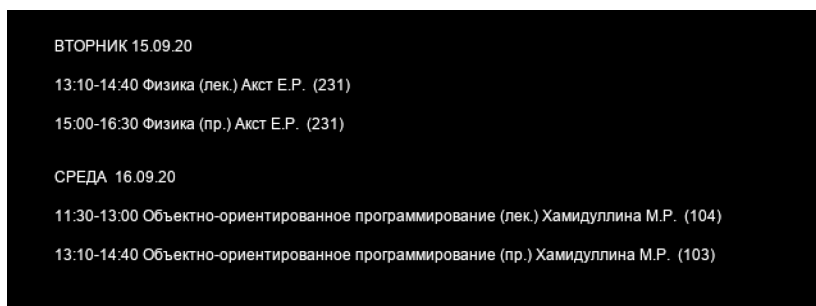 ВТОРНИК 15.09.20
13:10-14:40 Физика (лек.) Акст Е.Р. (231)
15:00-16:30 Физика (пр.) Акст Е.Р. (231)
СРЕДА 16.09.20
11:30-13:00 Объектно-ориентированное программирование (лек.) Хамидуллина М.Р. (104)
13:10-14:40 Объектно-ориентированное программирование (пр.) Хамидуллина М.Р. (103)